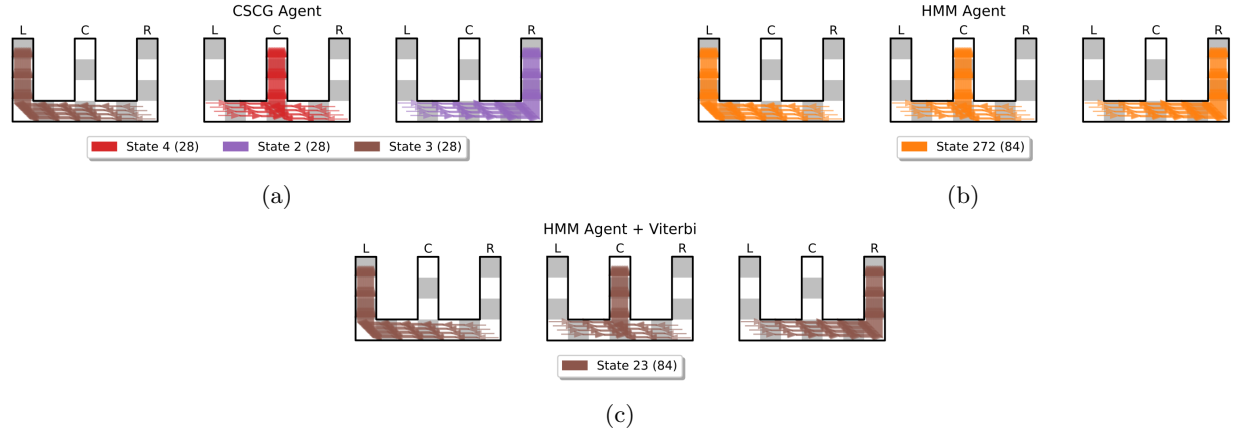 CSCG Agent
L C R
State 4 (28) State 2 (28) State 3 (28)
(a)
HMM Agent
L C R
State 272 (84)
(b)
HMM Agent + Viterbi
L C R
State 23 (84)
(c)